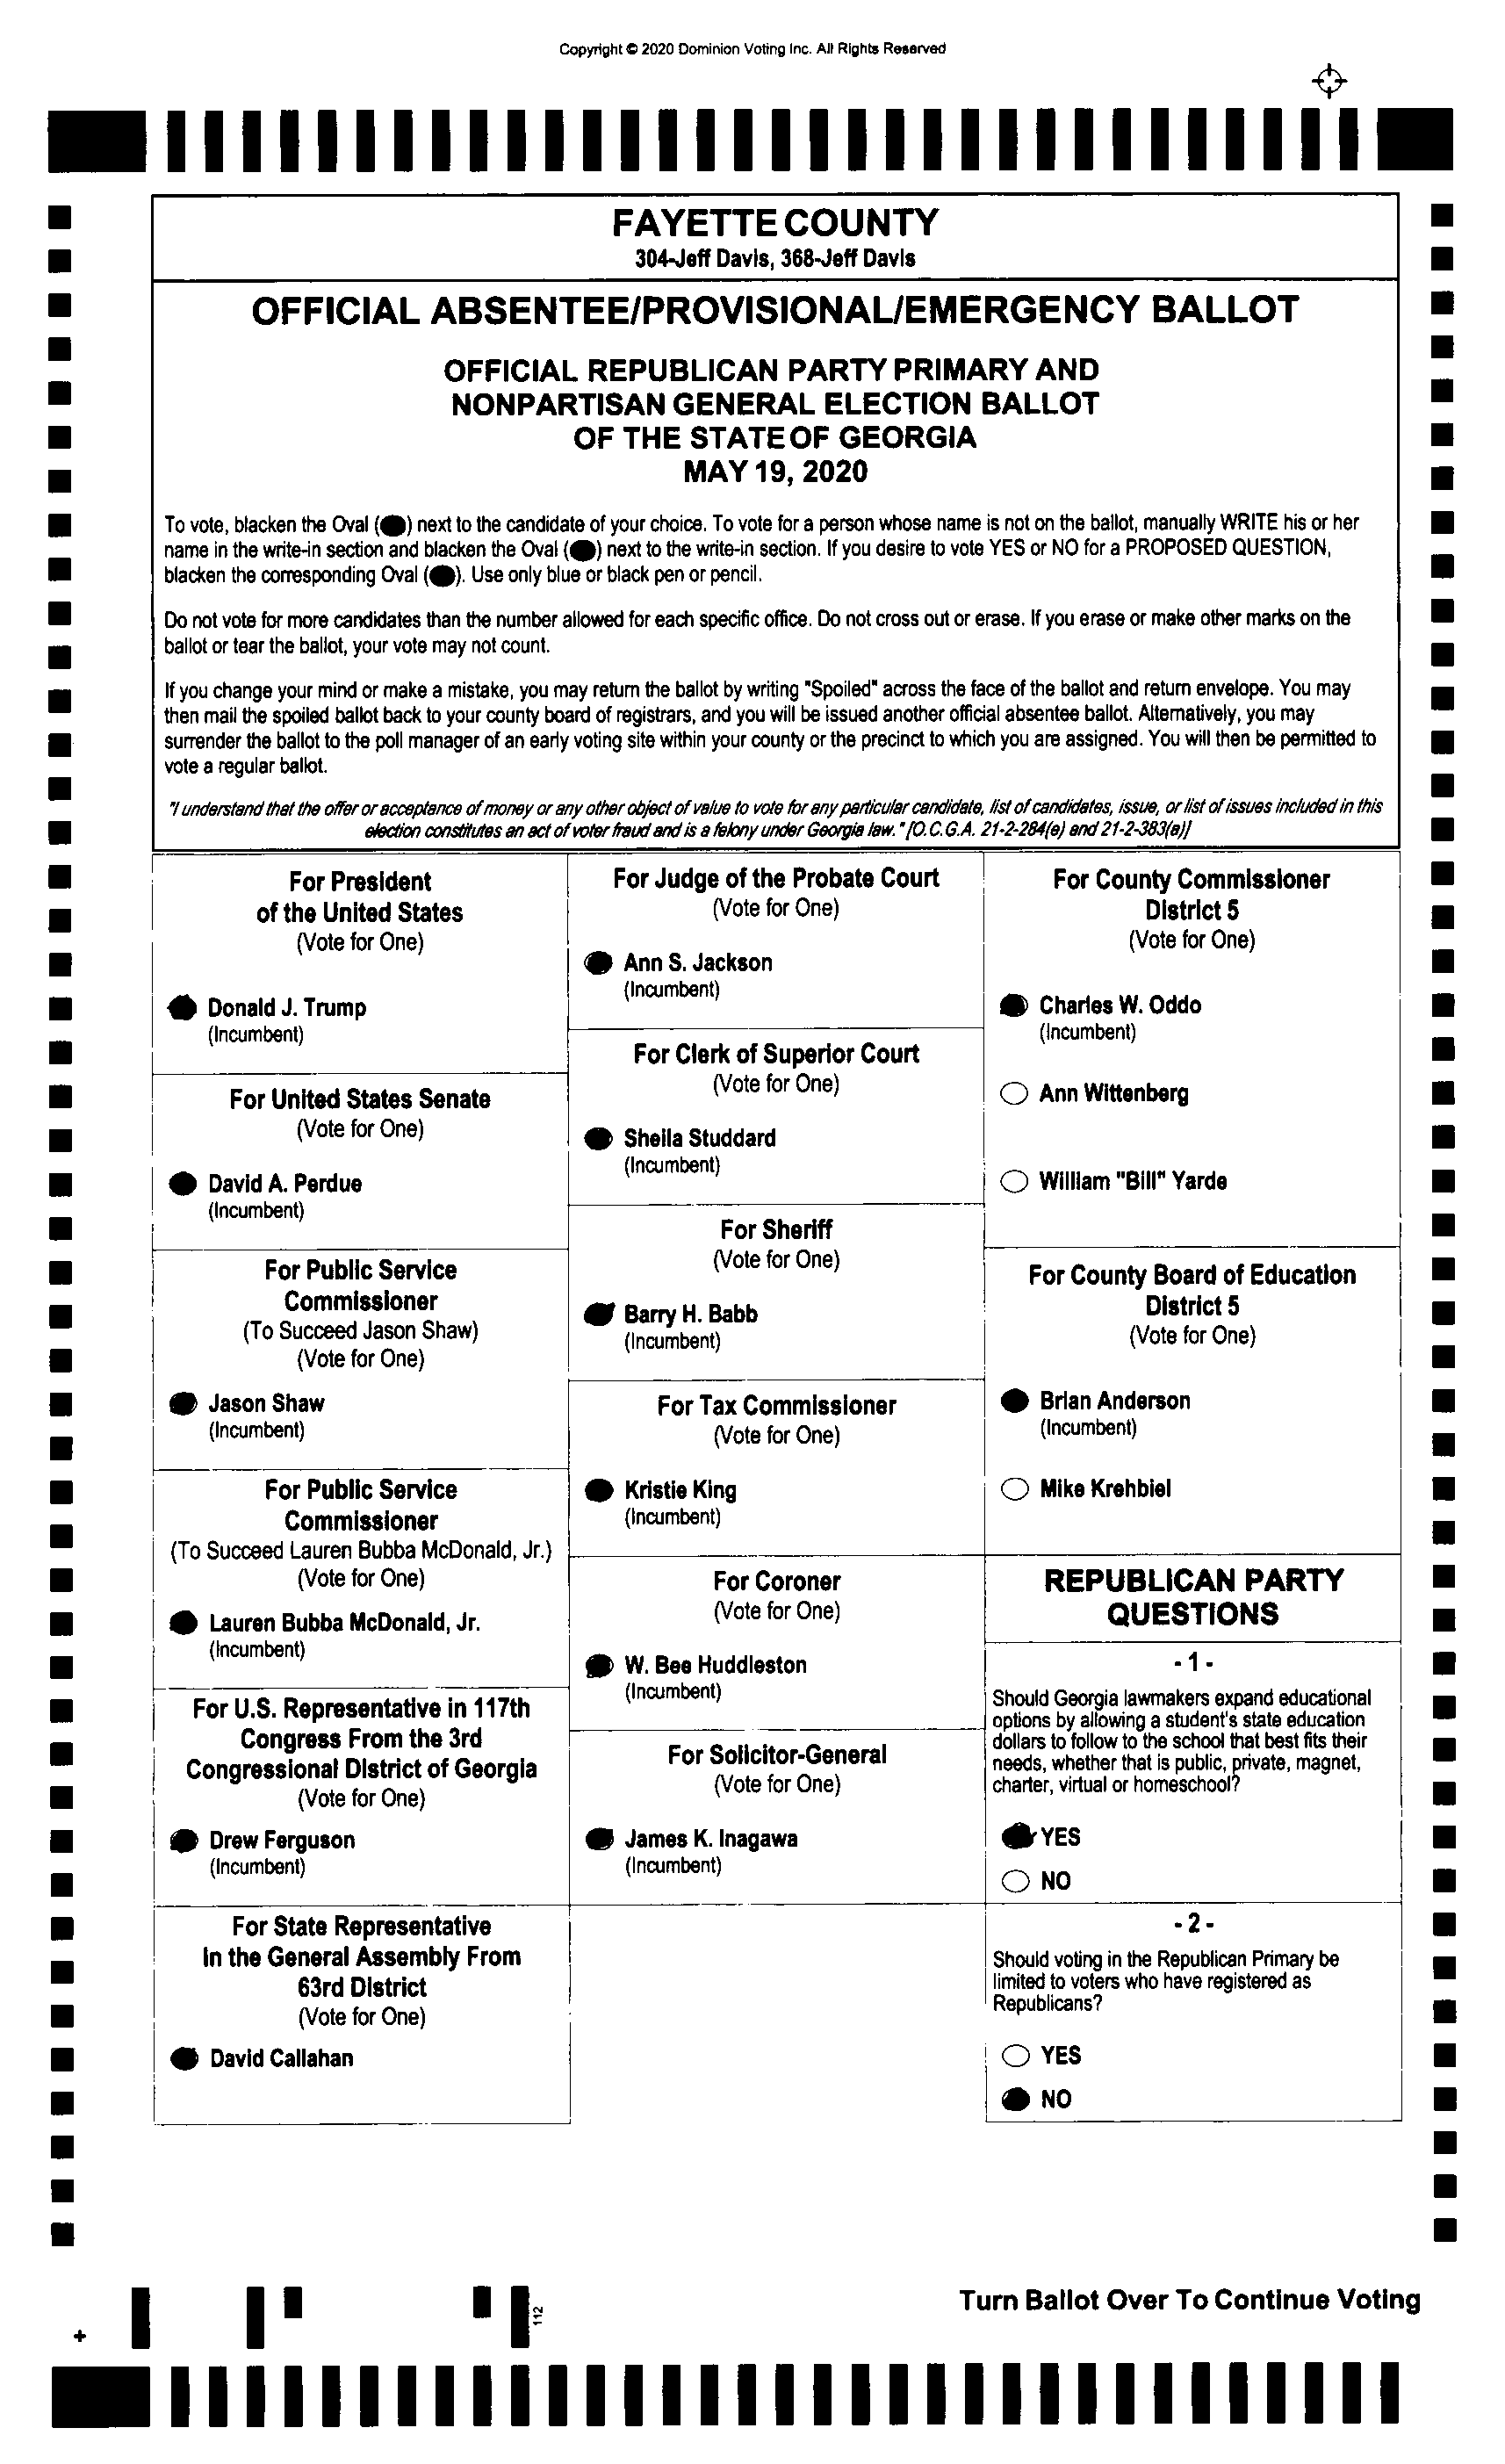 Copyright © 2020 Dominion Voting Inc. All Rights Reserved
FAYETTE COUNTY
304-Jeff Davis, 368-Jeff Davis
OFFICIAL ABSENTEE/PROVISIONAL/EMERGENCY BALLOT
OFFICIAL REPUBLICAN PARTY PRIMARY AND
NONPARTISAN GENERAL ELECTION BALLOT
OF THE STATE OF GEORGIA
MAY 19, 2020
To vote, blacken the Oval ( ) next to the candidate of your choice. To vote for a person whose name is not on the ballot, manually WRITE his or her
name in the write-in section and blacken the Oval ( ) next to the write-in section. If you desire to vote YES or NO for a PROPOSED QUESTION,
blacken the corresponding Oval ( ). Use only blue or black pen or pencil.
Do not vote for more candidates than the number allowed for each specific office. Do not cross out or erase. If you erase or make other marks on the
ballot or tear the ballot, your vote may not count.
If you change your mind or make a mistake, you may return the ballot by writing "Spoiled" across the face of the ballot and return envelope. You may
then mail the spoiled ballot back to your county board of registrars, and you will be issued another official absentee ballot. Alternatively, you may
surrender the ballot to the poll manager of an early voting site within your county or the precinct to which you are assigned. You will then be permitted to
vote a regular ballot.
"I understand that the offer or acceptance of money or any other object of value to vote for any particular candidate, list of candidates, issue, or list of issues included in this
election constitutes an act of voter fraud and is a felony under Georgia law." [O.C.G.A. 21-2-284(e) and 21-2-383(a)]
For President
of the United States
(Vote for One)
Donald J. Trump
(Incumbent)
For United States Senate
(Vote for One)
David A. Perdue
(Incumbent)
For Public Service
Commissioner
(To Succeed Jason Shaw)
(Vote for One)
Jason Shaw
(Incumbent)
For Public Service
Commissioner
(To Succeed Lauren Bubba McDonald, Jr.)
(Vote for One)
Lauren Bubba McDonald, Jr.
(Incumbent)
For U.S. Representative in 117th
Congress From the 3rd
Congressional District of Georgia
(Vote for One)
Drew Ferguson
(Incumbent)
For State Representative
in the General Assembly From
63rd District
(Vote for One)
David Callahan
For Judge of the Probate Court
(Vote for One)
Ann S. Jackson
(Incumbent)
For Clerk of Superior Court
(Vote for One)
Sheila Studdard
(Incumbent)
For Sheriff
(Vote for One)
Barry H. Babb
(Incumbent)
For Tax Commissioner
(Vote for One)
Kristie King
(Incumbent)
For Coroner
(Vote for One)
W. Bee Huddleston
(Incumbent)
For Solicitor-General
(Vote for One)
James K. Inagawa
(Incumbent)
For County Commissioner
District 5
(Vote for One)
Charles W. Oddo
(Incumbent)
Ann Wittenberg
William "Bill" Yarde
For County Board of Education
District 5
(Vote for One)
Brian Anderson
(Incumbent)
Mike Krehbiel
REPUBLICAN PARTY
QUESTIONS
- 1 -
Should Georgia lawmakers expand educational
options by allowing a student's state education
dollars to follow to the school that best fits their
needs, whether that is public, private, magnet,
charter, virtual or homeschool?
YES
NO
- 2 -
Should voting in the Republican Primary be
limited to voters who have registered as
Republicans?
YES
NO
Turn Ballot Over To Continue Voting
112
+